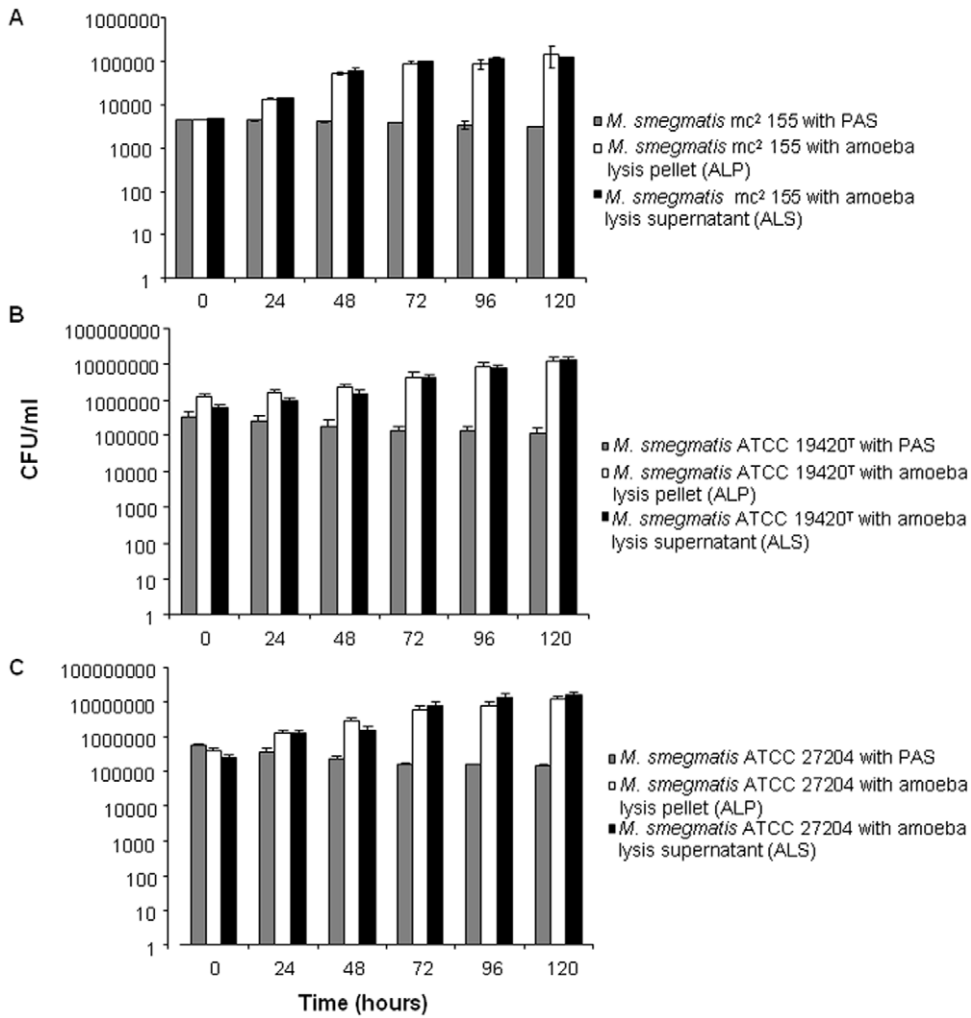 A
1000000
100000
10000
1000
100
10
1
0 24 48 72 96 120
M. smegmatis mc² 155 with PAS
M. smegmatis mc² 155 with amoeba
lysis pellet (ALP)
M. smegmatis mc² 155 with amoeba
lysis supernatant (ALS)
B
100000000
10000000
1000000
100000
10000
1000
100
10
1
0 24 48 72 96 120
CFU/ml
M. smegmatis ATCC 19420ᵀ with PAS
M. smegmatis ATCC 19420ᵀ with amoeba
lysis pellet (ALP)
M. smegmatis ATCC 19420ᵀ with amoeba
lysis supernatant (ALS)
C
100000000
10000000
1000000
100000
10000
1000
100
10
1
0 24 48 72 96 120
M. smegmatis ATCC 27204 with PAS
M. smegmatis ATCC 27204 with amoeba
lysis pellet (ALP)
M. smegmatis ATCC 27204 with amoeba
lysis supernatant (ALS)
Time (hours)